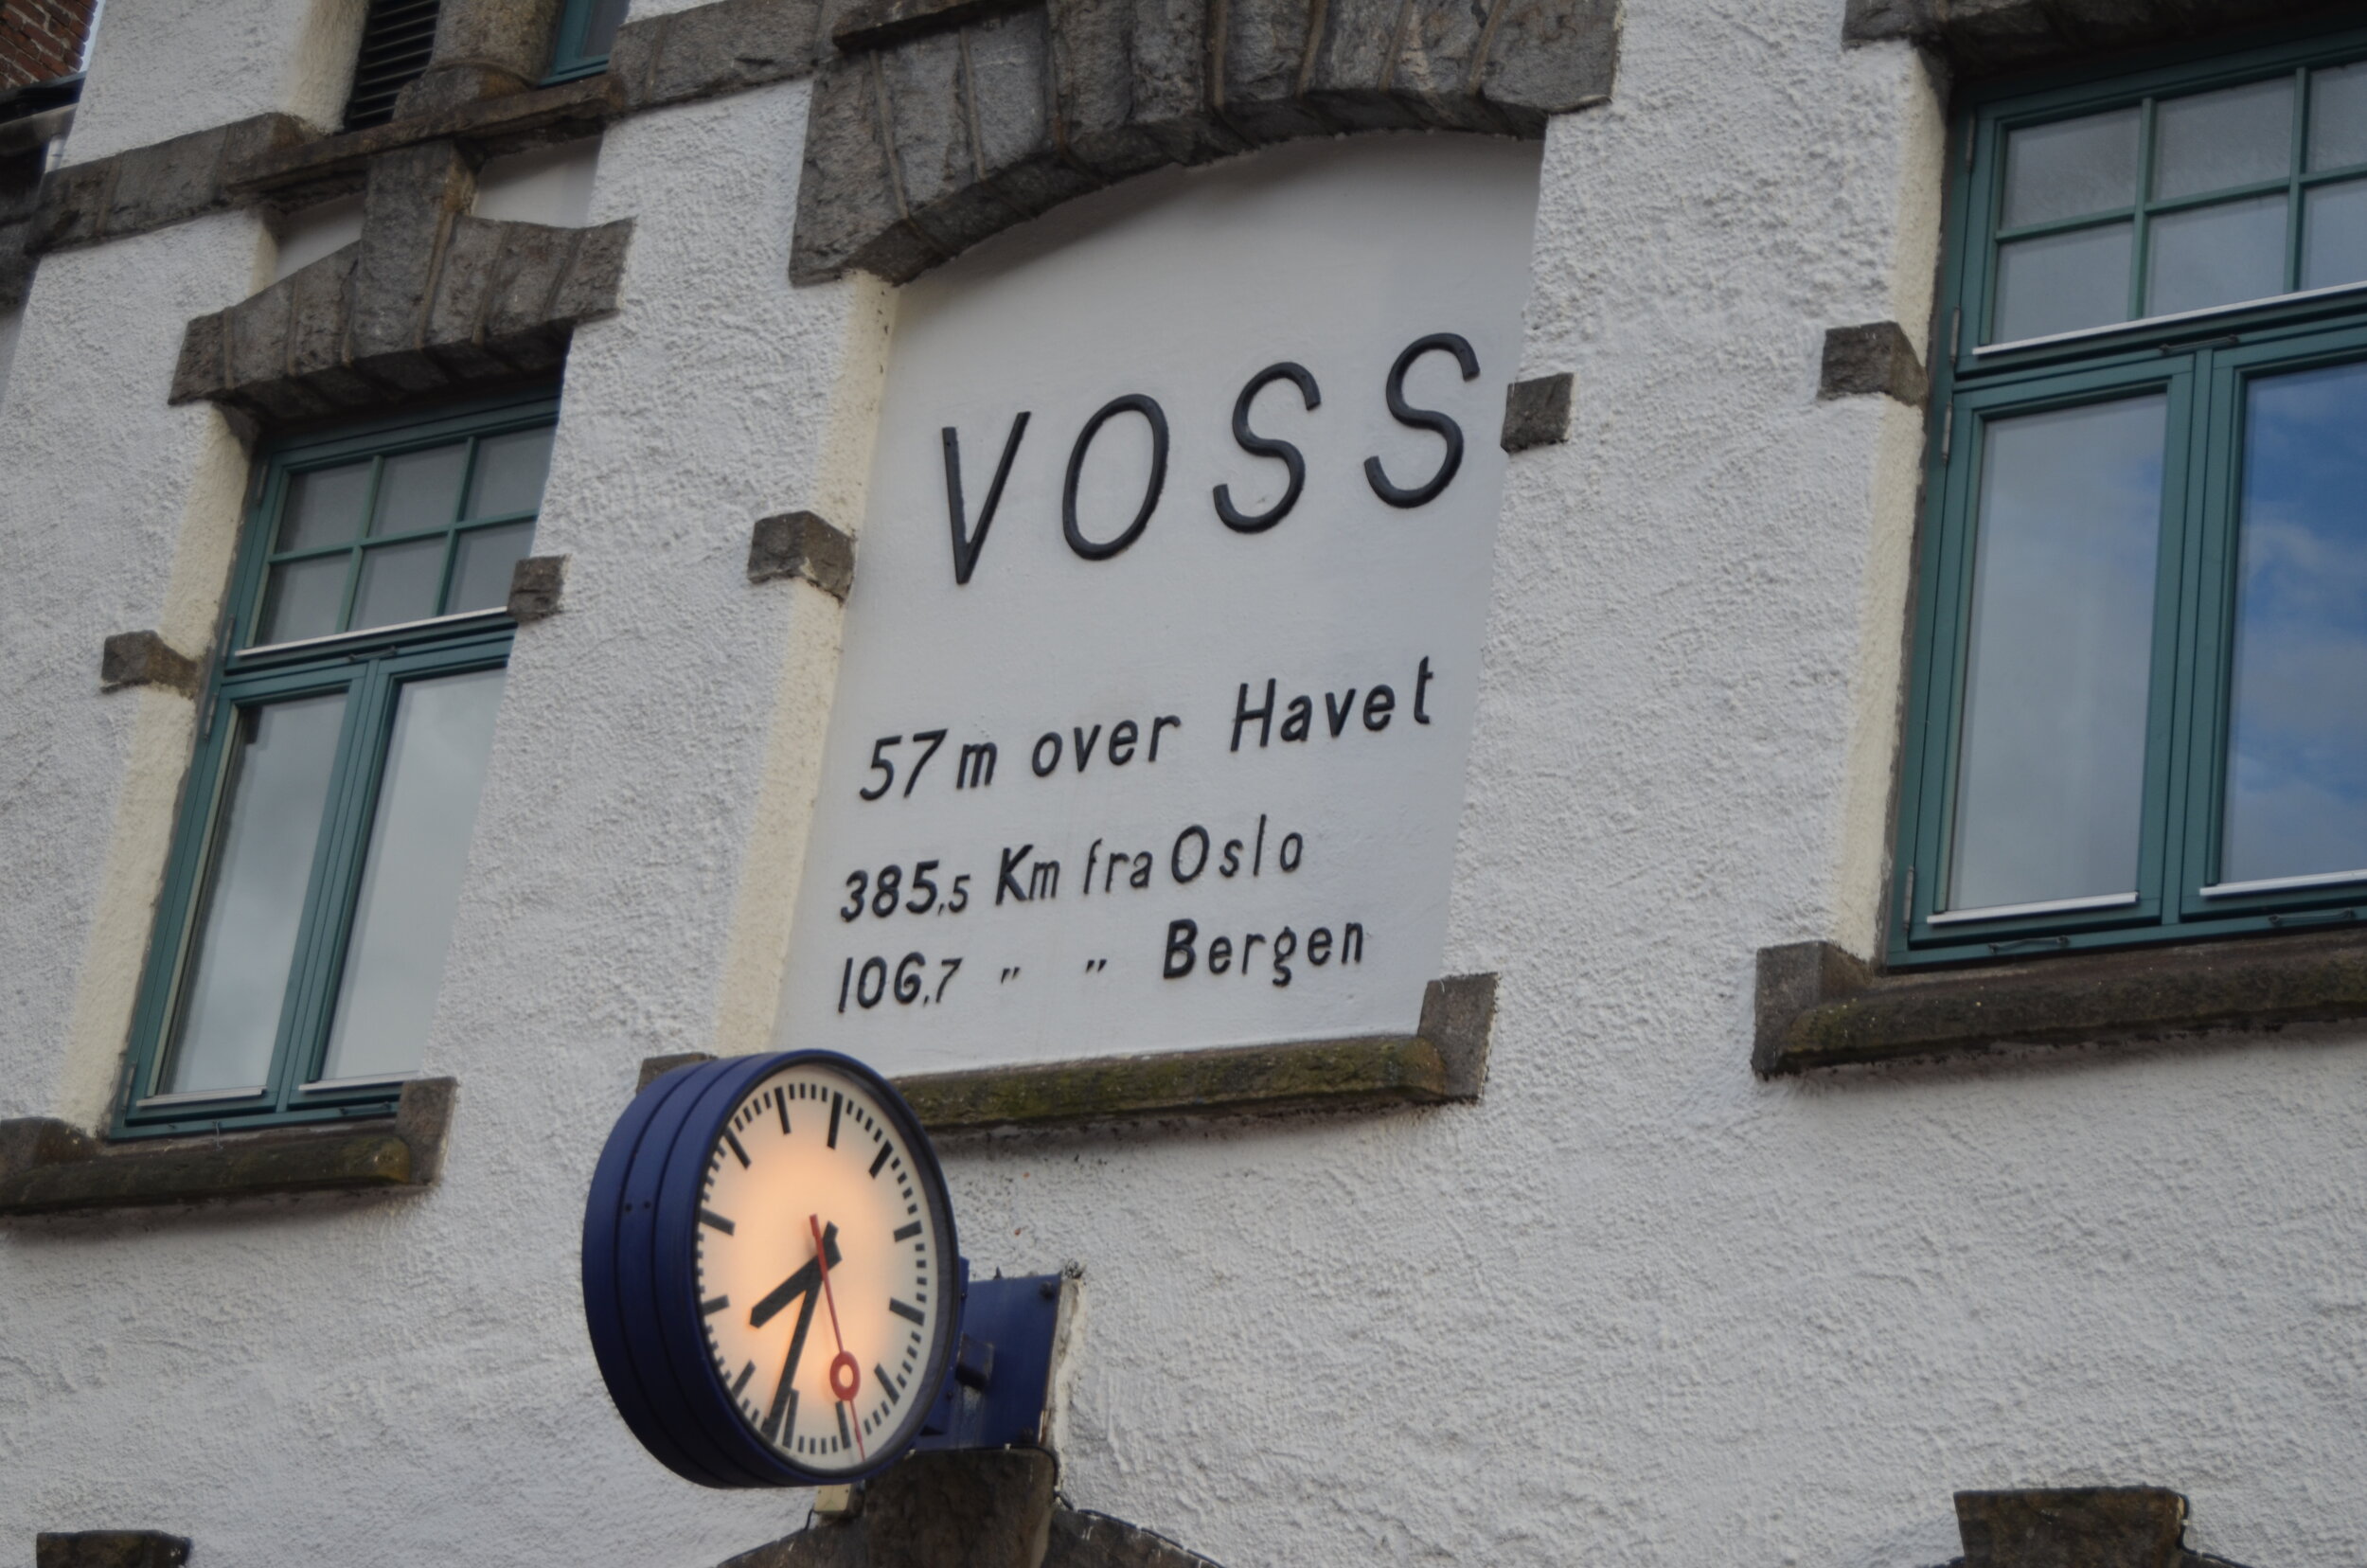 VOSS
57m over Havet
385,5 Km fra Oslo
106,7 " " Bergen